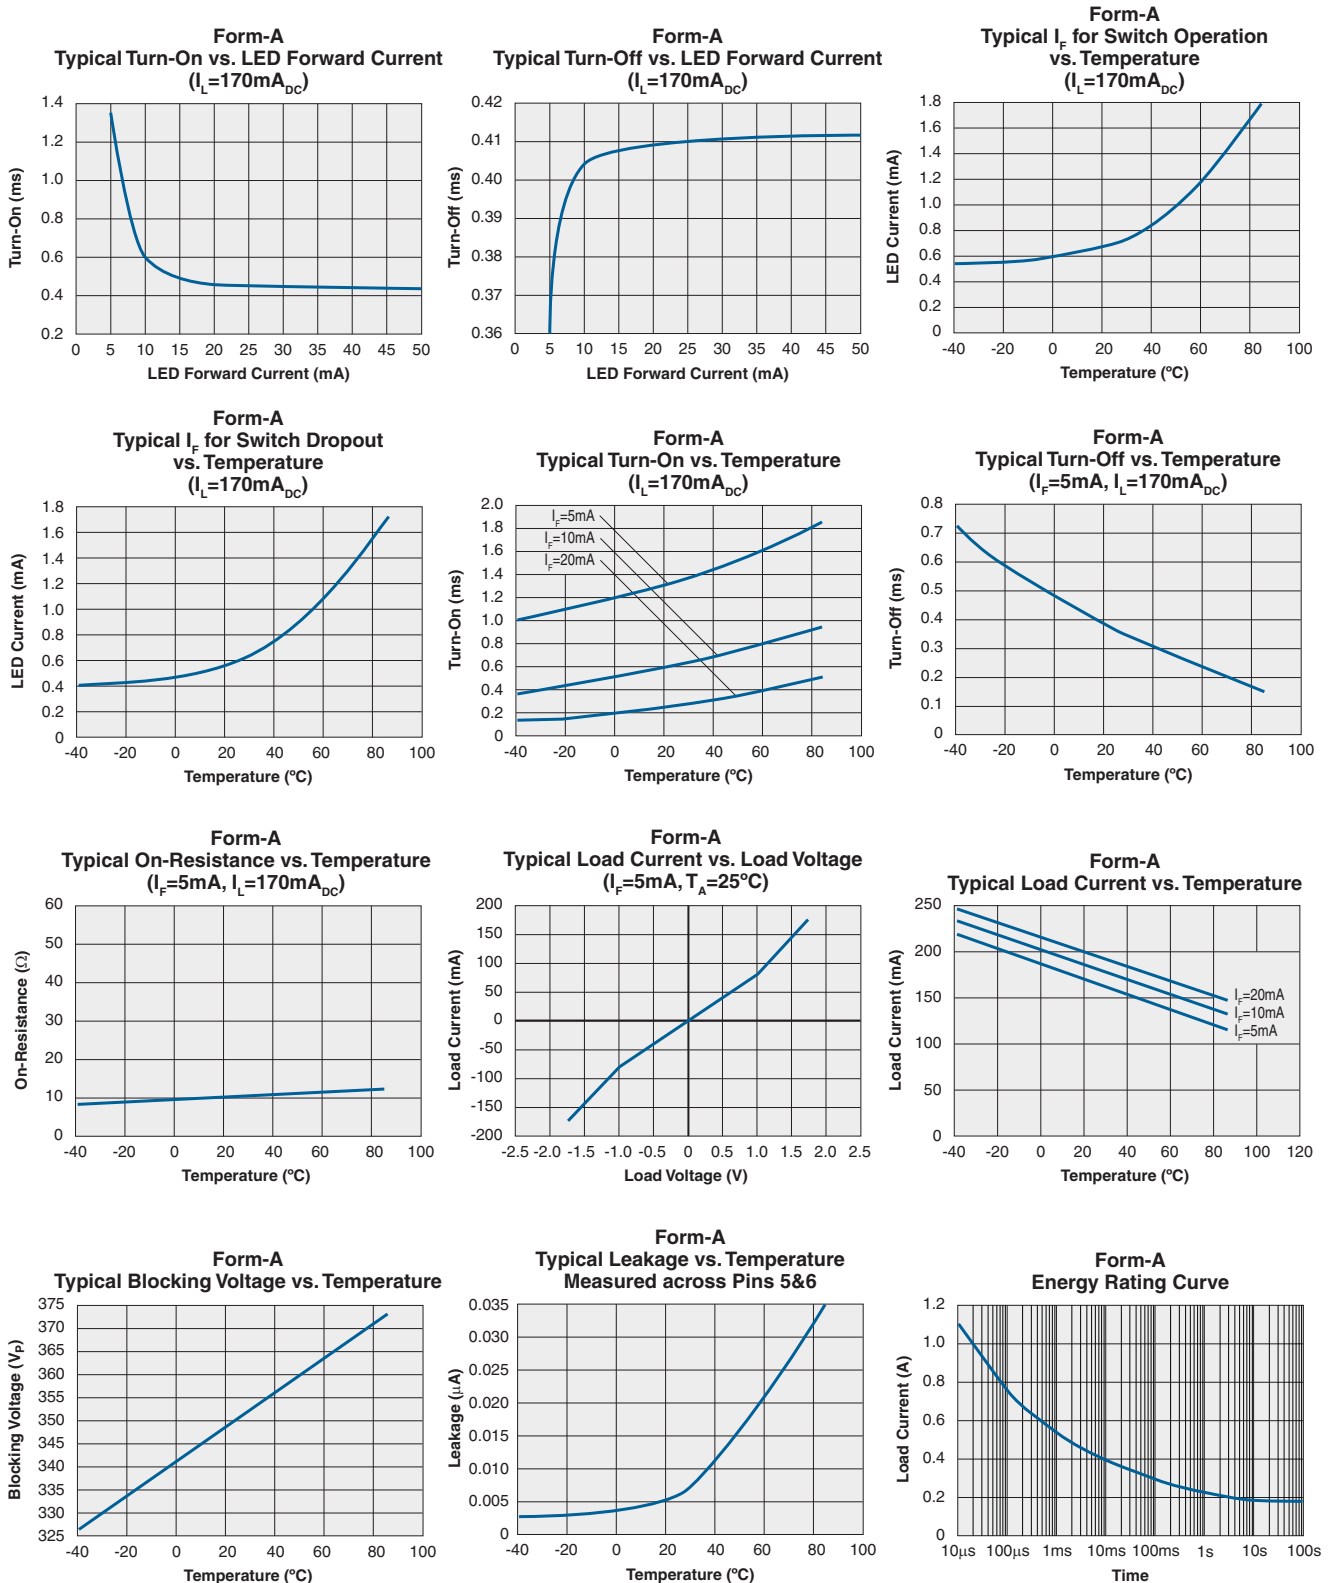 Form-A
Typical Turn-On vs. LED Forward Current
(IL=170mADC)
Turn-On (ms)
1.4
1.2
1.0
0.8
0.6
0.4
0.2
0 5 10 15 20 25 30 35 40 45 50
LED Forward Current (mA)
Form-A
Typical Turn-Off vs. LED Forward Current
(IL=170mADC)
Turn-Off (ms)
0.42
0.41
0.40
0.39
0.38
0.37
0.36
0 5 10 15 20 25 30 35 40 45 50
LED Forward Current (mA)
Form-A
Typical IF for Switch Operation
vs. Temperature
(IL=170mADC)
LED Current (mA)
1.8
1.6
1.4
1.2
1.0
0.8
0.6
0.4
0.2
0
-40 -20 0 20 40 60 80 100
Temperature (ºC)
Form-A
Typical IF for Switch Dropout
vs. Temperature
(IL=170mADC)
LED Current (mA)
1.8
1.6
1.4
1.2
1.0
0.8
0.6
0.4
0.2
0
-40 -20 0 20 40 60 80 100
Temperature (ºC)
Form-A
Typical Turn-On vs. Temperature
(IL=170mADC)
Turn-On (ms)
2.0
1.8
1.6
1.4
1.2
1.0
0.8
0.6
0.4
0.2
0
IF=5mA
IF=10mA
IF=20mA
-40 -20 0 20 40 60 80 100
Temperature (ºC)
Form-A
Typical Turn-Off vs. Temperature
(IF=5mA, IL=170mADC)
Turn-Off (ms)
0.8
0.7
0.6
0.5
0.4
0.3
0.2
0.1
0
-40 -20 0 20 40 60 80 100
Temperature (ºC)
Form-A
Typical On-Resistance vs. Temperature
(IF=5mA, IL=170mADC)
On-Resistance (Ω)
60
50
40
30
20
10
0
-40 -20 0 20 40 60 80 100
Temperature (ºC)
Form-A
Typical Load Current vs. Load Voltage
(IF=5mA, TA=25ºC)
Load Current (mA)
200
150
100
50
0
-50
-100
-150
-200
-2.5 -2.0 -1.5 -1.0 -0.5 0 0.5 1.0 1.5 2.0 2.5
Load Voltage (V)
Form-A
Typical Load Current vs. Temperature
Load Current (mA)
250
200
150
100
50
0
IF=20mA
IF=10mA
IF=5mA
-40 -20 0 20 40 60 80 100 120
Temperature (ºC)
Form-A
Typical Blocking Voltage vs. Temperature
Blocking Voltage (VP)
375
370
365
360
355
350
345
340
335
330
325
-40 -20 0 20 40 60 80 100
Temperature (ºC)
Form-A
Typical Leakage vs. Temperature
Measured across Pins 5&6
Leakage (μA)
0.035
0.030
0.025
0.020
0.015
0.010
0.005
0
-40 -20 0 20 40 60 80 100
Temperature (ºC)
Form-A
Energy Rating Curve
Load Current (A)
1.2
1.0
0.8
0.6
0.4
0.2
0
10μs 100μs 1ms 10ms 100ms 1s 10s 100s
Time